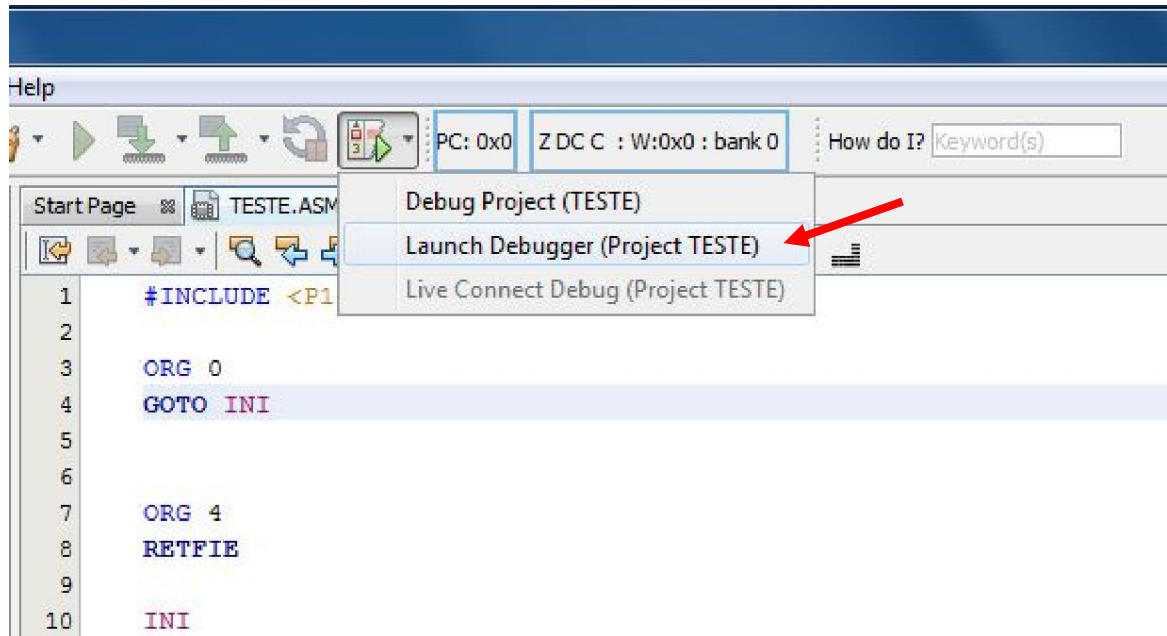 Help
PC: 0x0 Z DC C : W:0x0 : bank 0 How do I? Keyword(s)
Start Page TESTE.ASM
Debug Project (TESTE)
Launch Debugger (Project TESTE)
Live Connect Debug (Project TESTE)
1 #INCLUDE <P1
2
3 ORG 0
4 GOTO INI
5
6
7 ORG 4
8 RETFIE
9
10 INI